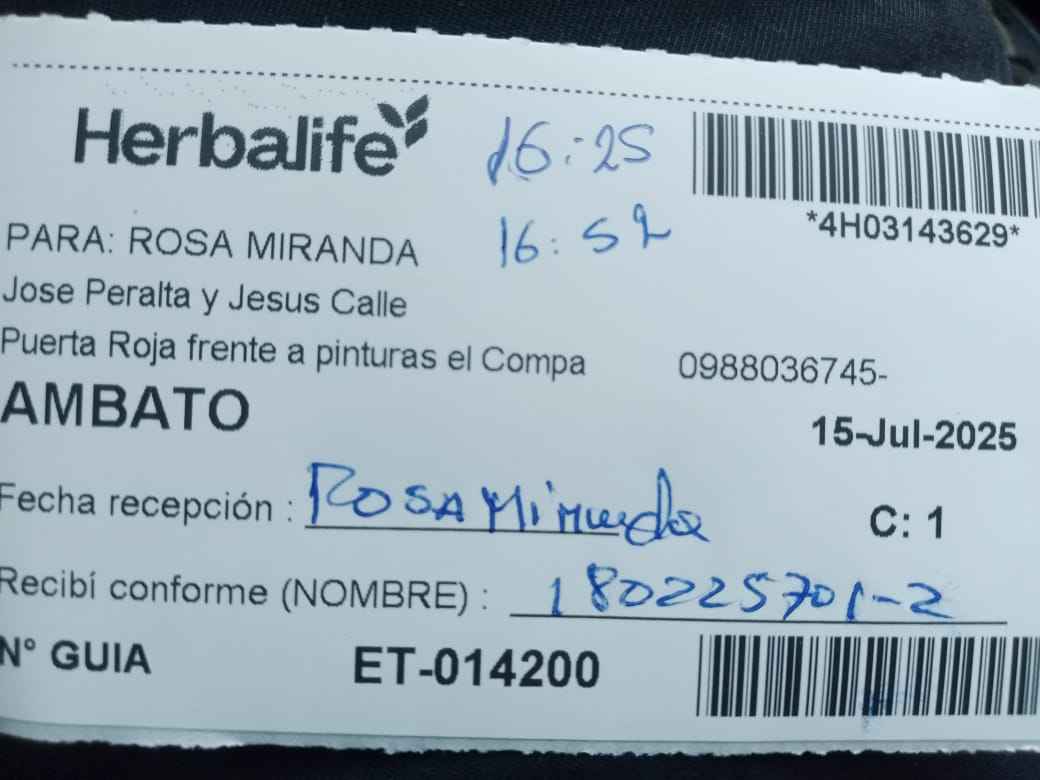 Herbalife
16:25
*4H03143629*
PARA: ROSA MIRANDA
16:52
Jose Peralta y Jesus Calle
Puerta Roja frente a pinturas el Compa 0988036745-
AMBATO
15-Jul-2025
Fecha recepción : ROSA Miranda
C: 1
Recibí conforme (NOMBRE) : 180225701-2
N° GUIA ET-014200